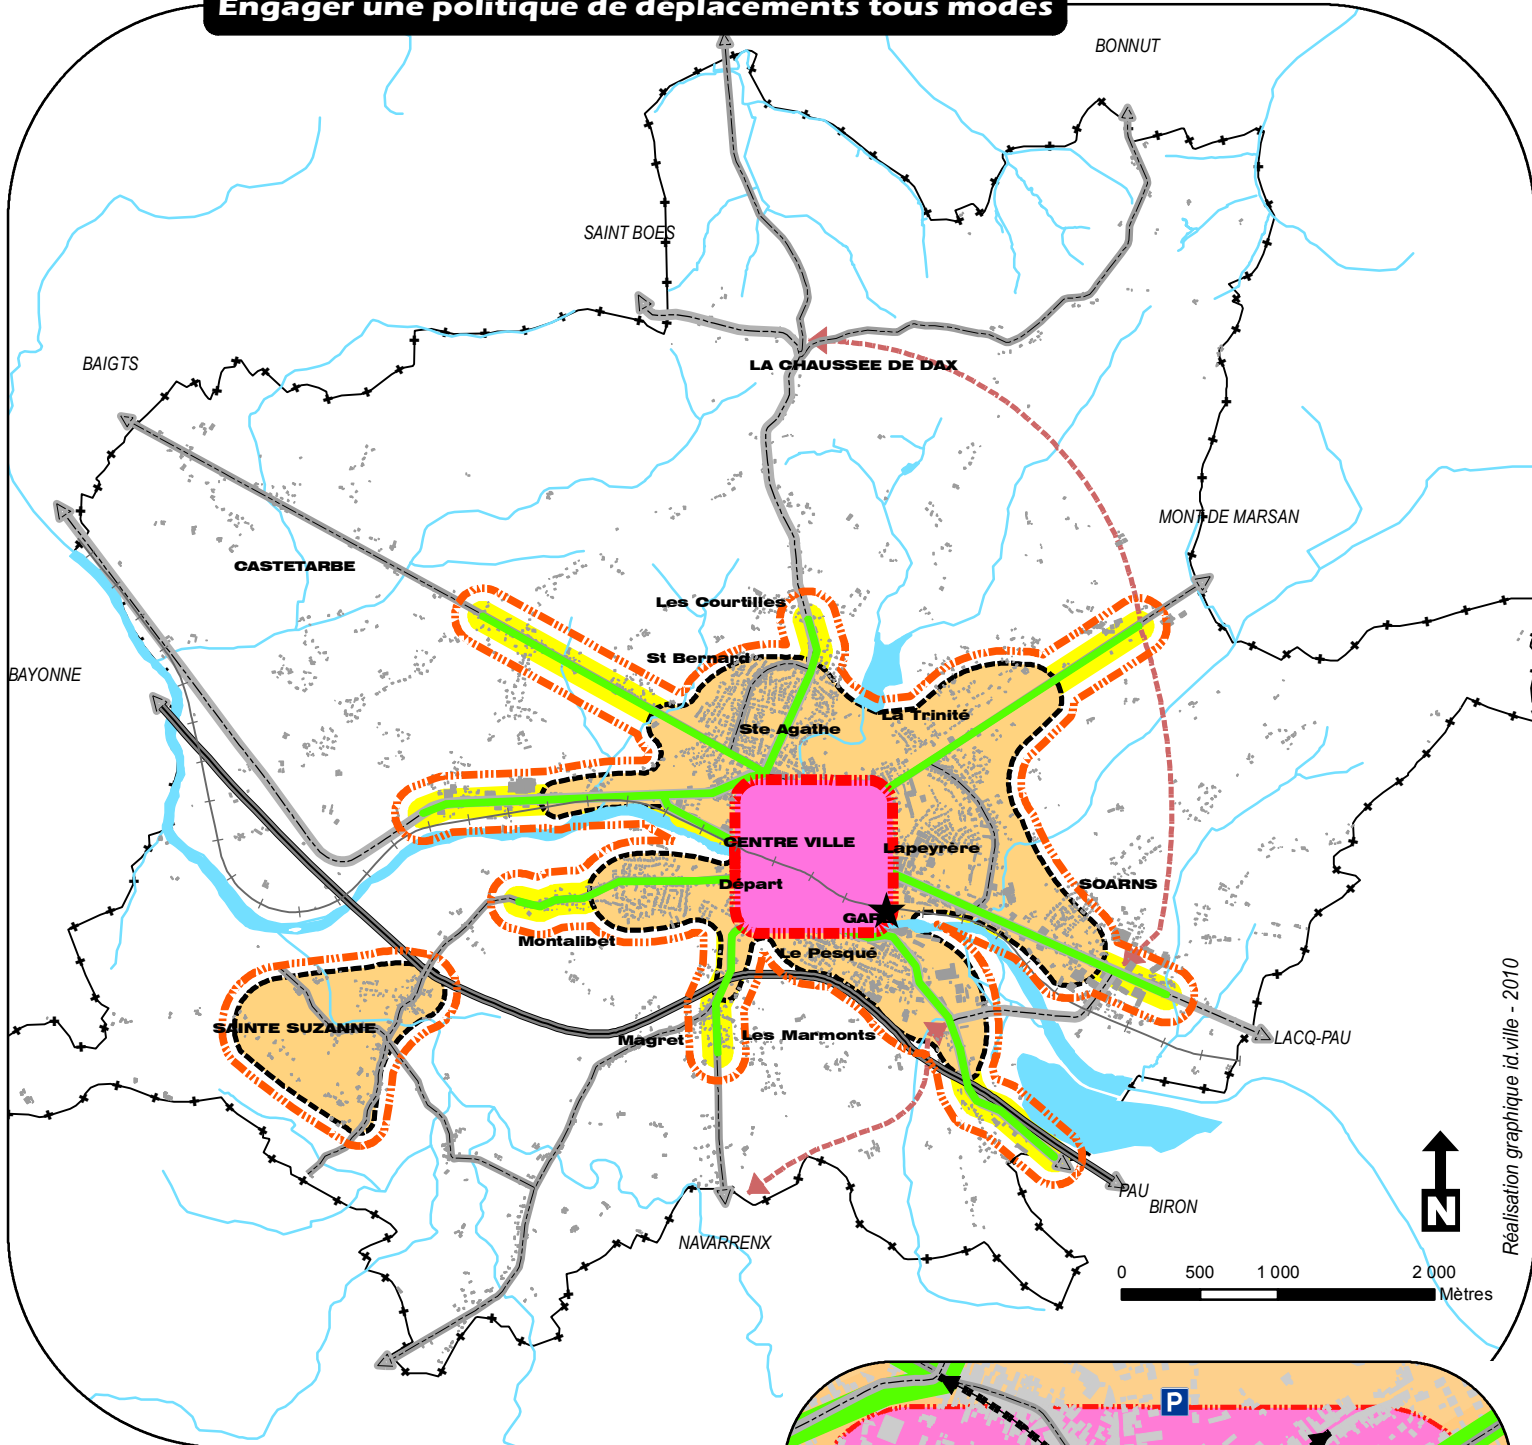 Engager une politique de déplacements tous modes
BONNUT
SAINT BOES
BAIGTS
LA CHAUSSEE DE DAX
MONT DE MARSAN
CASTETARBE
Les Courtilles
St Bernard
BAYONNE
La Trinité
Ste Agathe
CENTRE VILLE
Lapeyrère
Départ
SOARNS
GARE
Montalibet
Le Pesqué
SAINTE SUZANNE
Magret
Les Marmonts
LACQ-PAU
PAU
BIRON
NAVARRENX
N
Réalisation graphique id.ville - 2010
0 500 1 000 2 000
Mètres
P